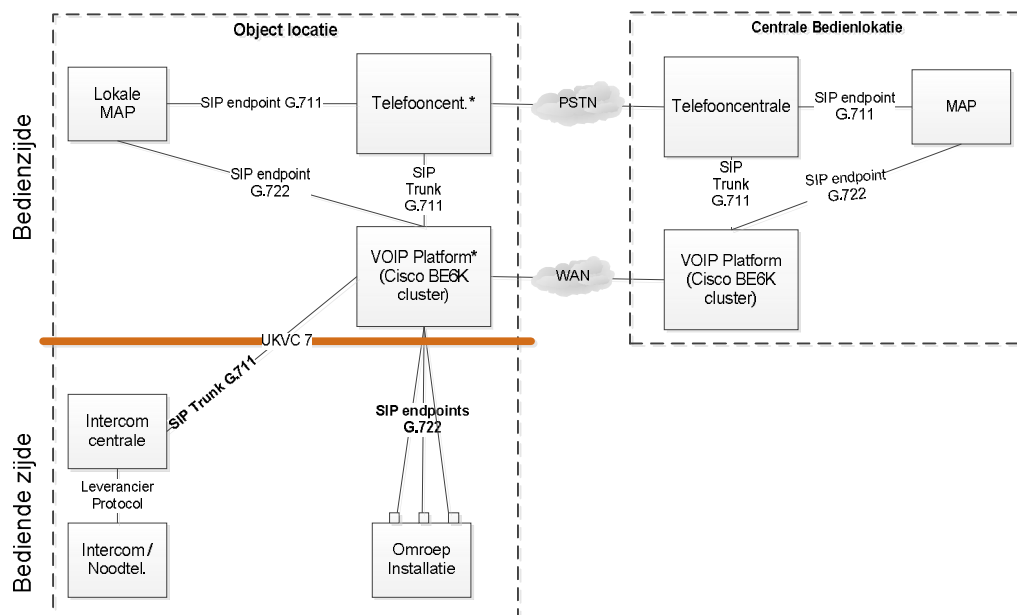 Object locatie
Centrale Bedienlokatie
Bedienzijde
Lokale
MAP
SIP endpoint G.711
Telefooncent.*
PSTN
Telefooncentrale
SIP endpoint
G.711
MAP
SIP endpoint
G.722
SIP
Trunk
G.711
SIP
Trunk
G.711
SIP endpoint
G.722
VOIP Platform*
(Cisco BE6K
cluster)
WAN
VOIP Platform
(Cisco BE6K
cluster)
UKVC 7
Bediende zijde
SIP Trunk G.711
SIP endpoints
G.722
Intercom
centrale
Leverancier
Protocol
Intercom/
Noodtel.
Omroep
Installatie